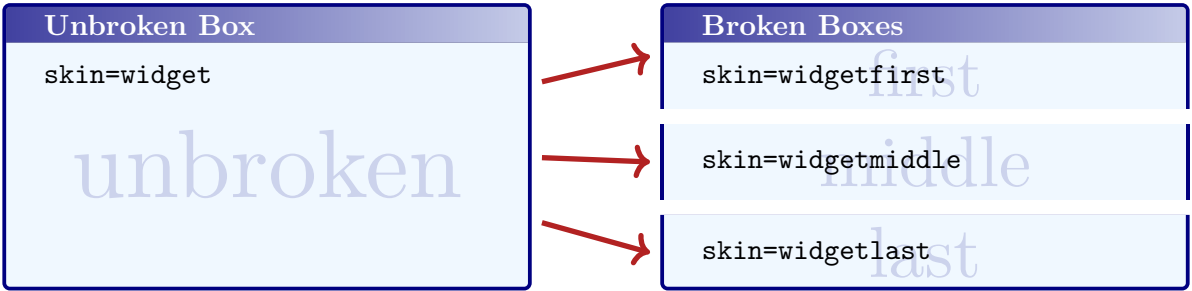 Unbroken Box
skin=widget
unbroken
Broken Boxes
first
skin=widgetfirst
middle
skin=widgetmiddle
last
skin=widgetlast